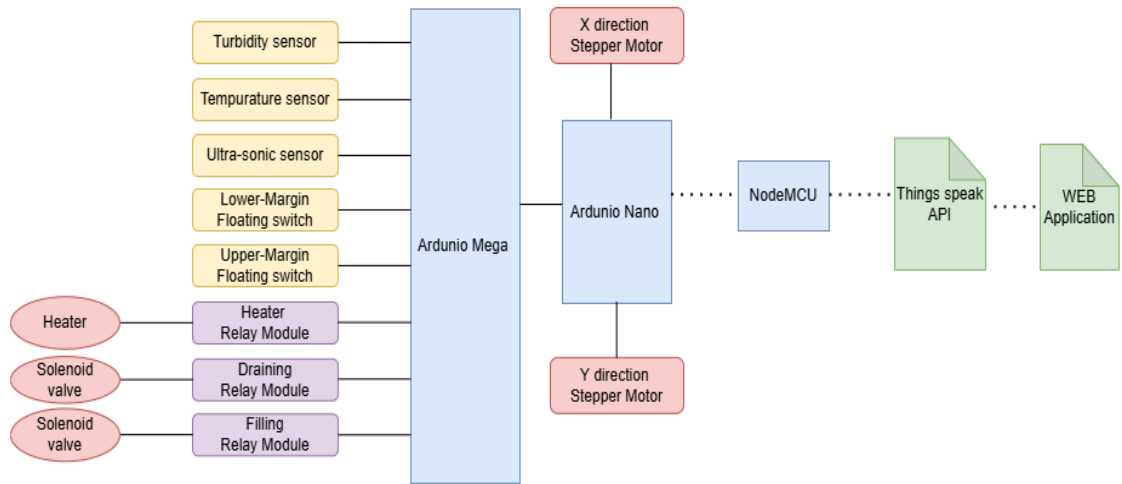 Turbidity sensor
Tempurature sensor
Ultra-sonic sensor
Lower-Margin
Floating switch
Upper-Margin
Floating switch
Heater
Heater
Relay Module
Solenoid
valve
Draining
Relay Module
Solenoid
valve
Filling
Relay Module
Ardunio Mega
X direction
Stepper Motor
Ardunio Nano
Y direction
Stepper Motor
NodeMCU
Things speak
API
WEB
Application